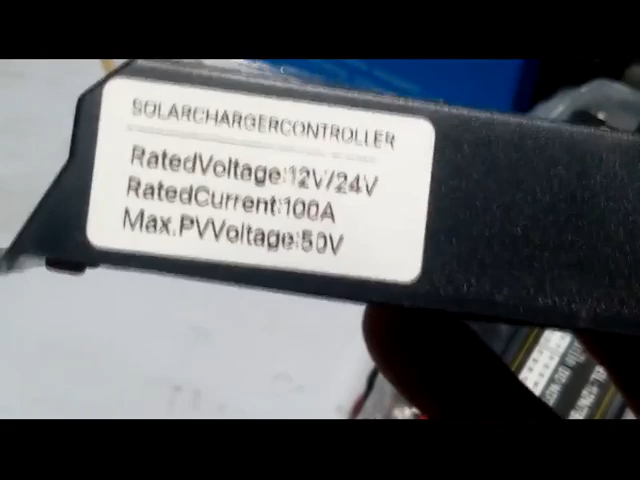 SOLARCHARGERCONTROLLER
RatedVoltage:12V/24V
RatedCurrent:100A
Max.PVVoltage:50V